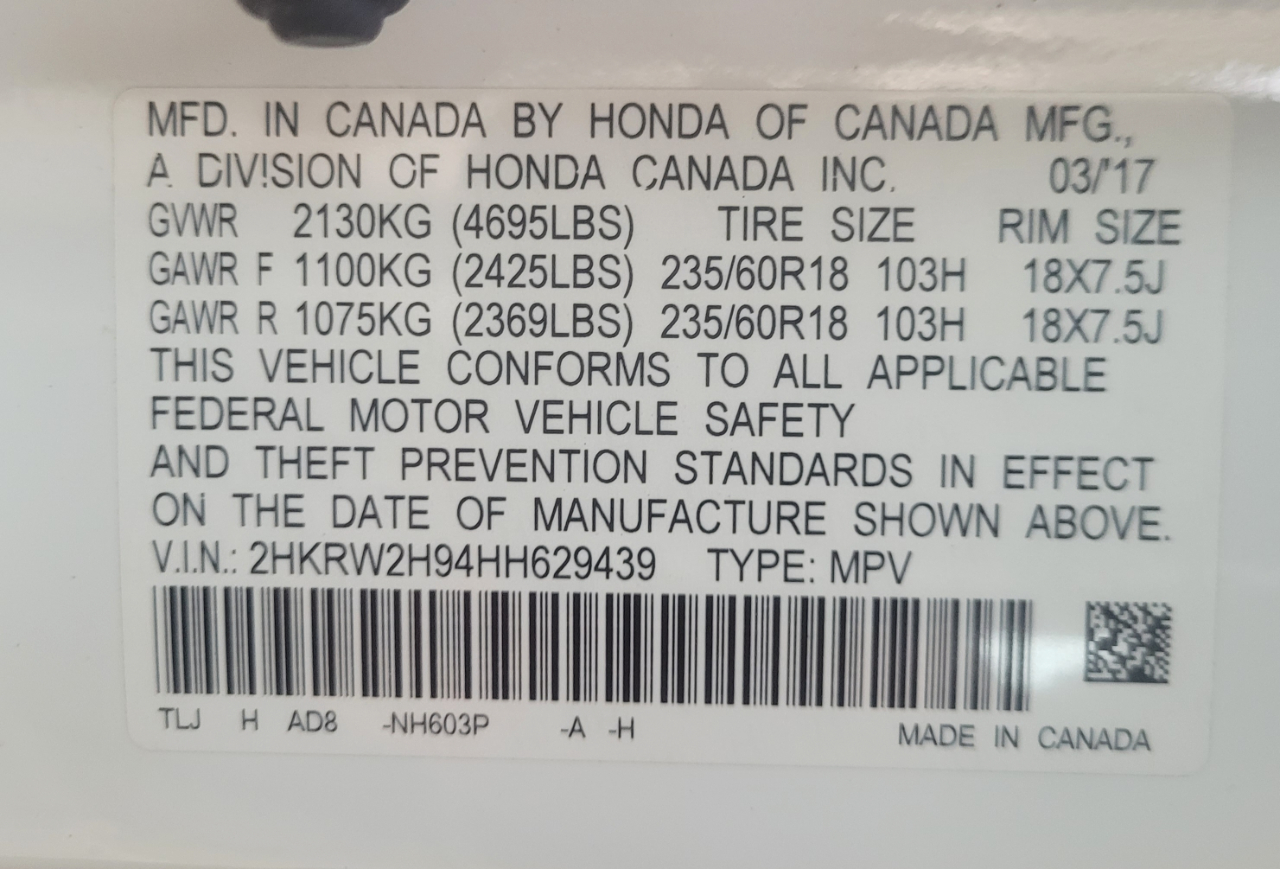 MFD. IN CANADA BY HONDA OF CANADA MFG.,
A DIVISION OF HONDA CANADA INC. 03/'17
GVWR 2130KG (4695LBS) TIRE SIZE RIM SIZE
GAWR F 1100KG (2425LBS) 235/60R18 103H 18X7.5J
GAWR R 1075KG (2369LBS) 235/60R18 103H 18X7.5J
THIS VEHICLE CONFORMS TO ALL APPLICABLE
FEDERAL MOTOR VEHICLE SAFETY
AND THEFT PREVENTION STANDARDS IN EFFECT
ON THE DATE OF MANUFACTURE SHOWN ABOVE.
V.I.N.: 2HKRW2H94HH629439 TYPE: MPV
TLJ H AD8 -NH603P -A -H MADE IN CANADA